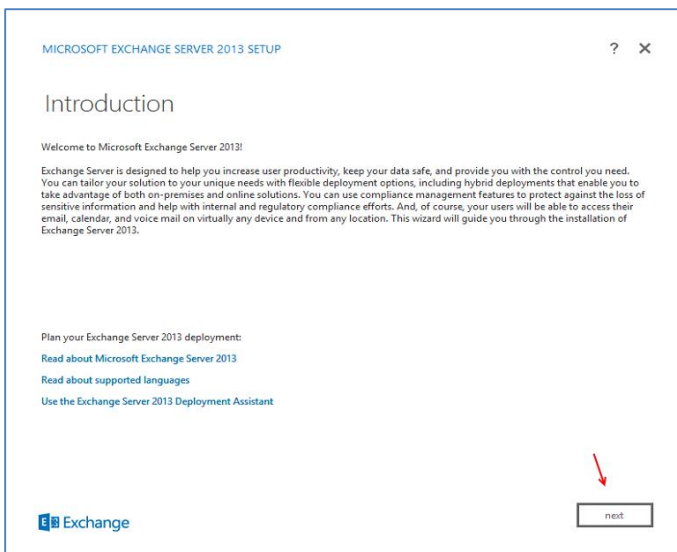 MICROSOFT EXCHANGE SERVER 2013 SETUP
?
Introduction
Welcome to Microsoft Exchange Server 2013!
Exchange Server is designed to help you increase user productivity, keep your data safe, and provide you with the control you need.
You can tailor your solution to your unique needs with flexible deployment options, including hybrid deployments that enable you to
take advantage of both on-premises and online solutions. You can use compliance management features to protect against the loss of
sensitive information and help with internal and regulatory compliance efforts. And, of course, your users will be able to access their
email, calendar, and voice mail on virtually any device and from any location. This wizard will guide you through the installation of
Exchange Server 2013.
Plan your Exchange Server 2013 deployment:
Read about Microsoft Exchange Server 2013
Read about supported languages
Use the Exchange Server 2013 Deployment Assistant
next
E Exchange